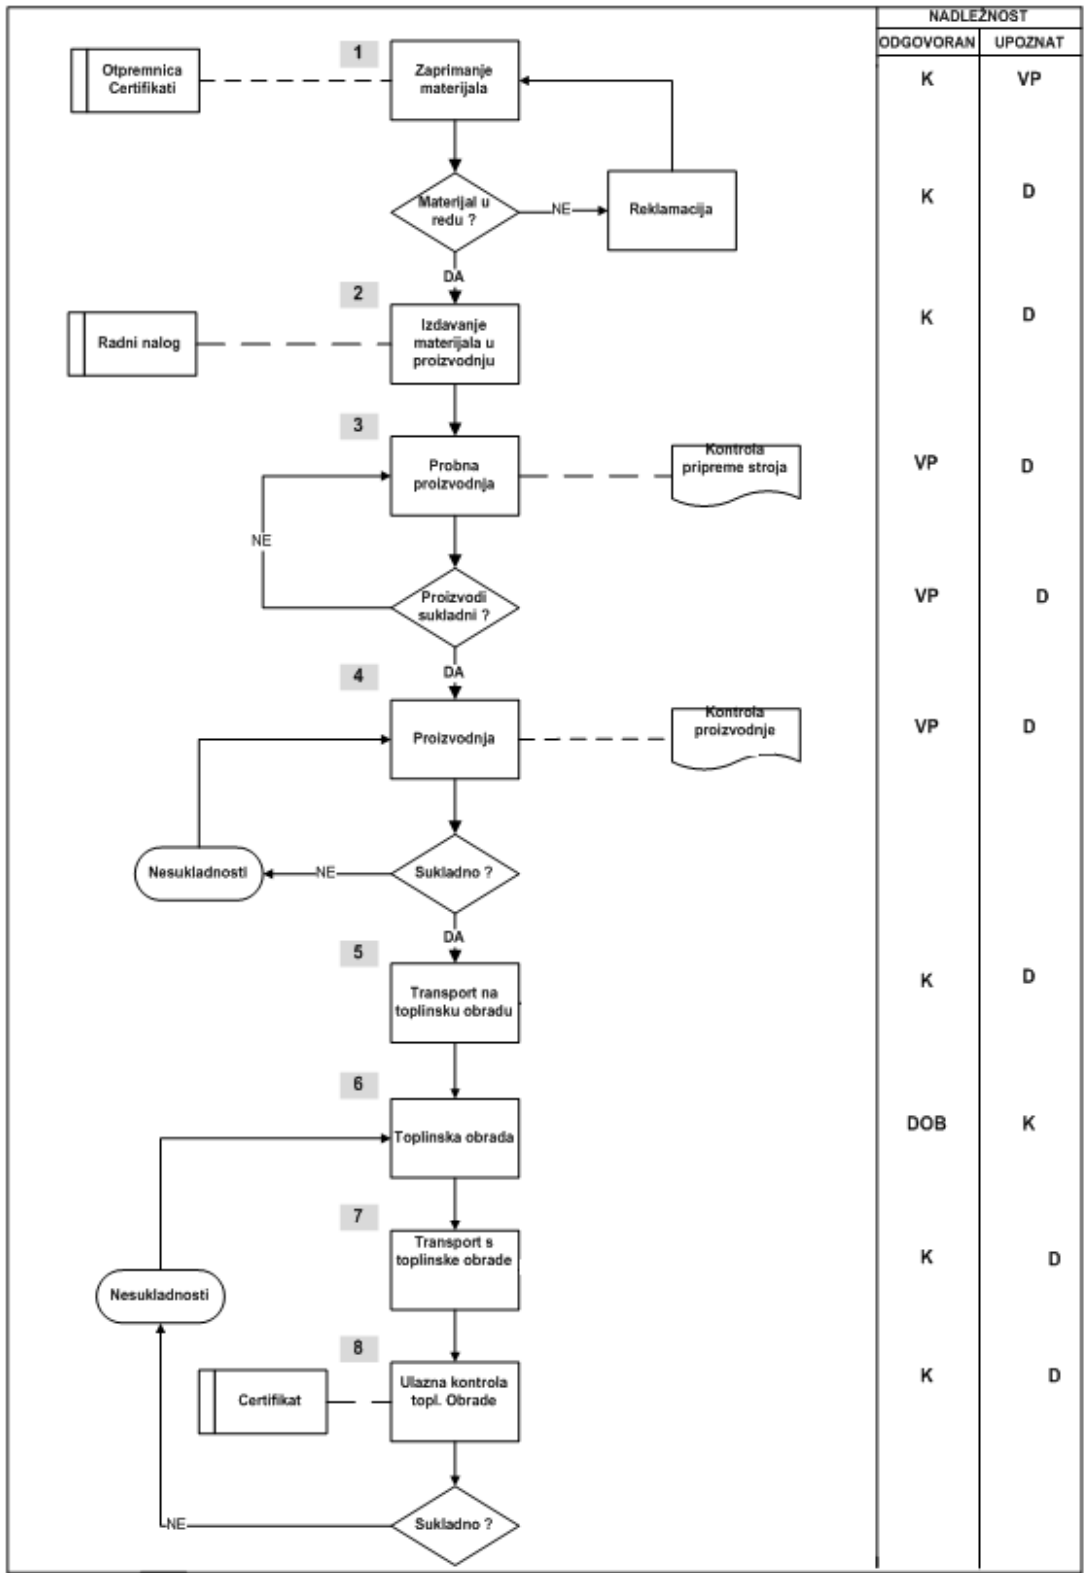 NADLEŽNOST
ODGOVORAN UPOZNAT
1
Otpremnica
Certifikati
Zaprimanje
materijala
K VP
Materijal u
redu ?
NE
Reklamacija
K D
DA
2
Radni nalog
Izdavanje
materijala u
proizvodnju
K D
3
Probna
proizvodnja
Kontrola
pripreme stroja
VP D
NE
Proizvodi
sukladni ?
VP D
DA
4
Proizvodnja
Kontrola
proizvodnje
VP D
Nesukladnosti
NE
Sukladno ?
DA
5
Transport na
toplinsku obradu
K D
6
Toplinska obrada
DOB K
7
Transport s
toplinske obrade
K D
Nesukladnosti
8
Certifikat
Ulazna kontrola
topl. Obrade
K D
NE
Sukladno ?